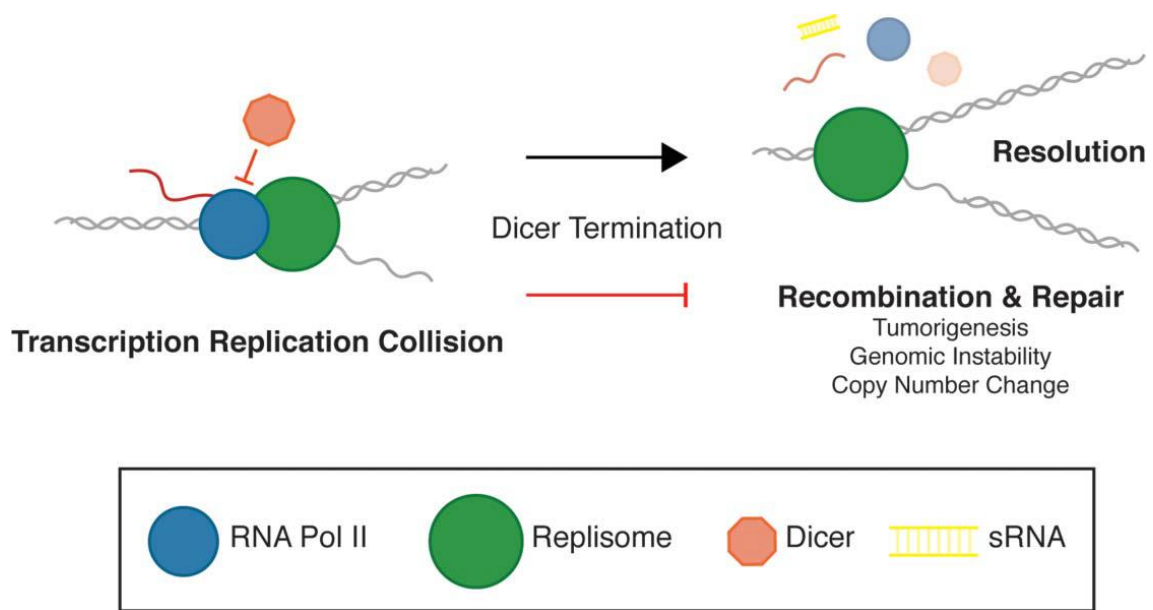 Resolution
Dicer Termination
Transcription Replication Collision
Recombination & Repair
Tumorigenesis
Genomic Instability
Copy Number Change
RNA Pol II
Replisome
Dicer
sRNA